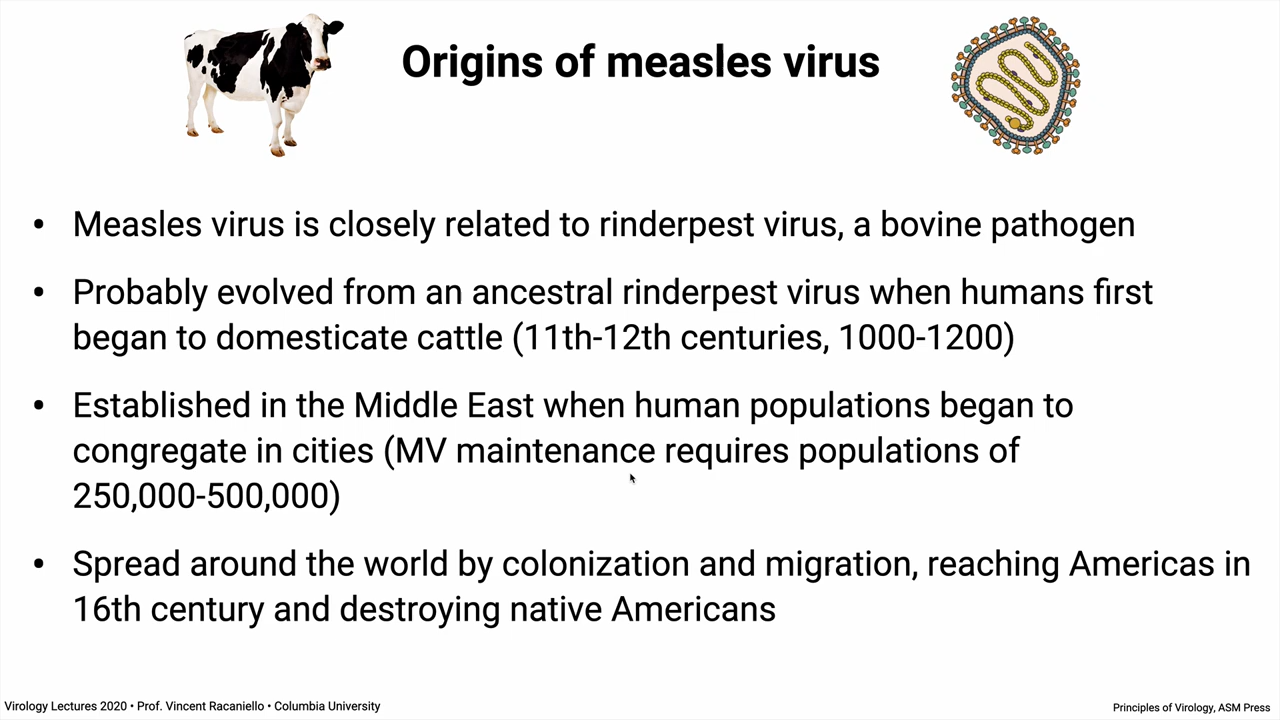 Origins of measles virus
• Measles virus is closely related to rinderpest virus, a bovine pathogen
• Probably evolved from an ancestral rinderpest virus when humans first
began to domesticate cattle (11th-12th centuries, 1000-1200)
• Established in the Middle East when human populations began to
congregate in cities (MV maintenance requires populations of
250,000-500,000)
• Spread around the world by colonization and migration, reaching Americas in
16th century and destroying native Americans
Virology Lectures 2020 • Prof. Vincent Racaniello • Columbia University
Principles of Virology, ASM Press